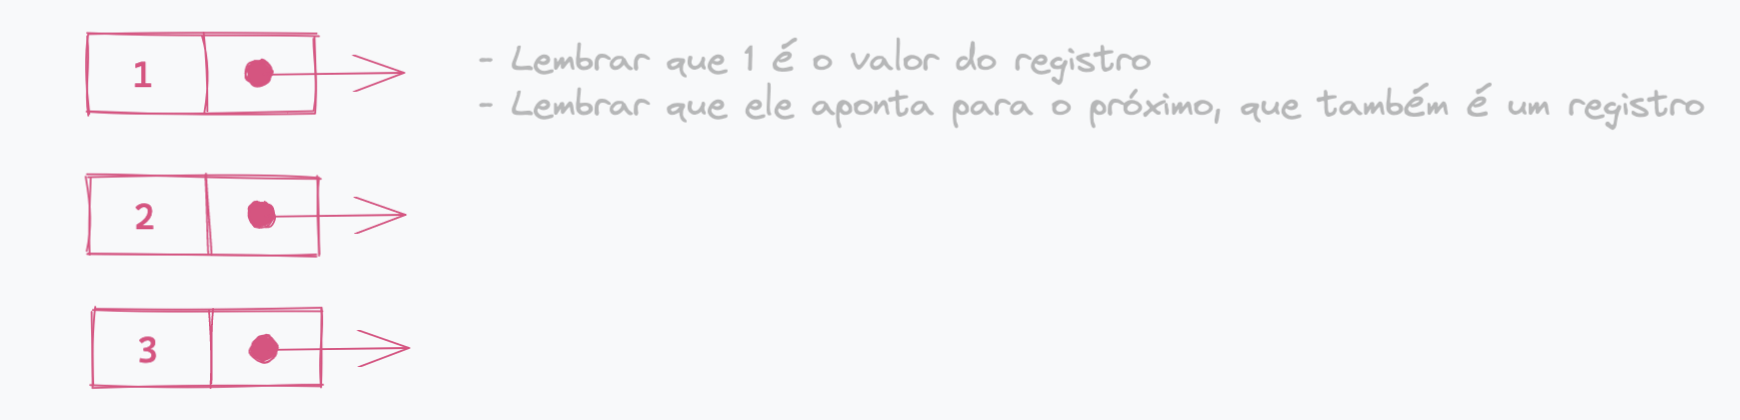 1
- Lembrar que 1 é o valor do registro
- Lembrar que ele aponta para o próximo, que também é um registro
2
3